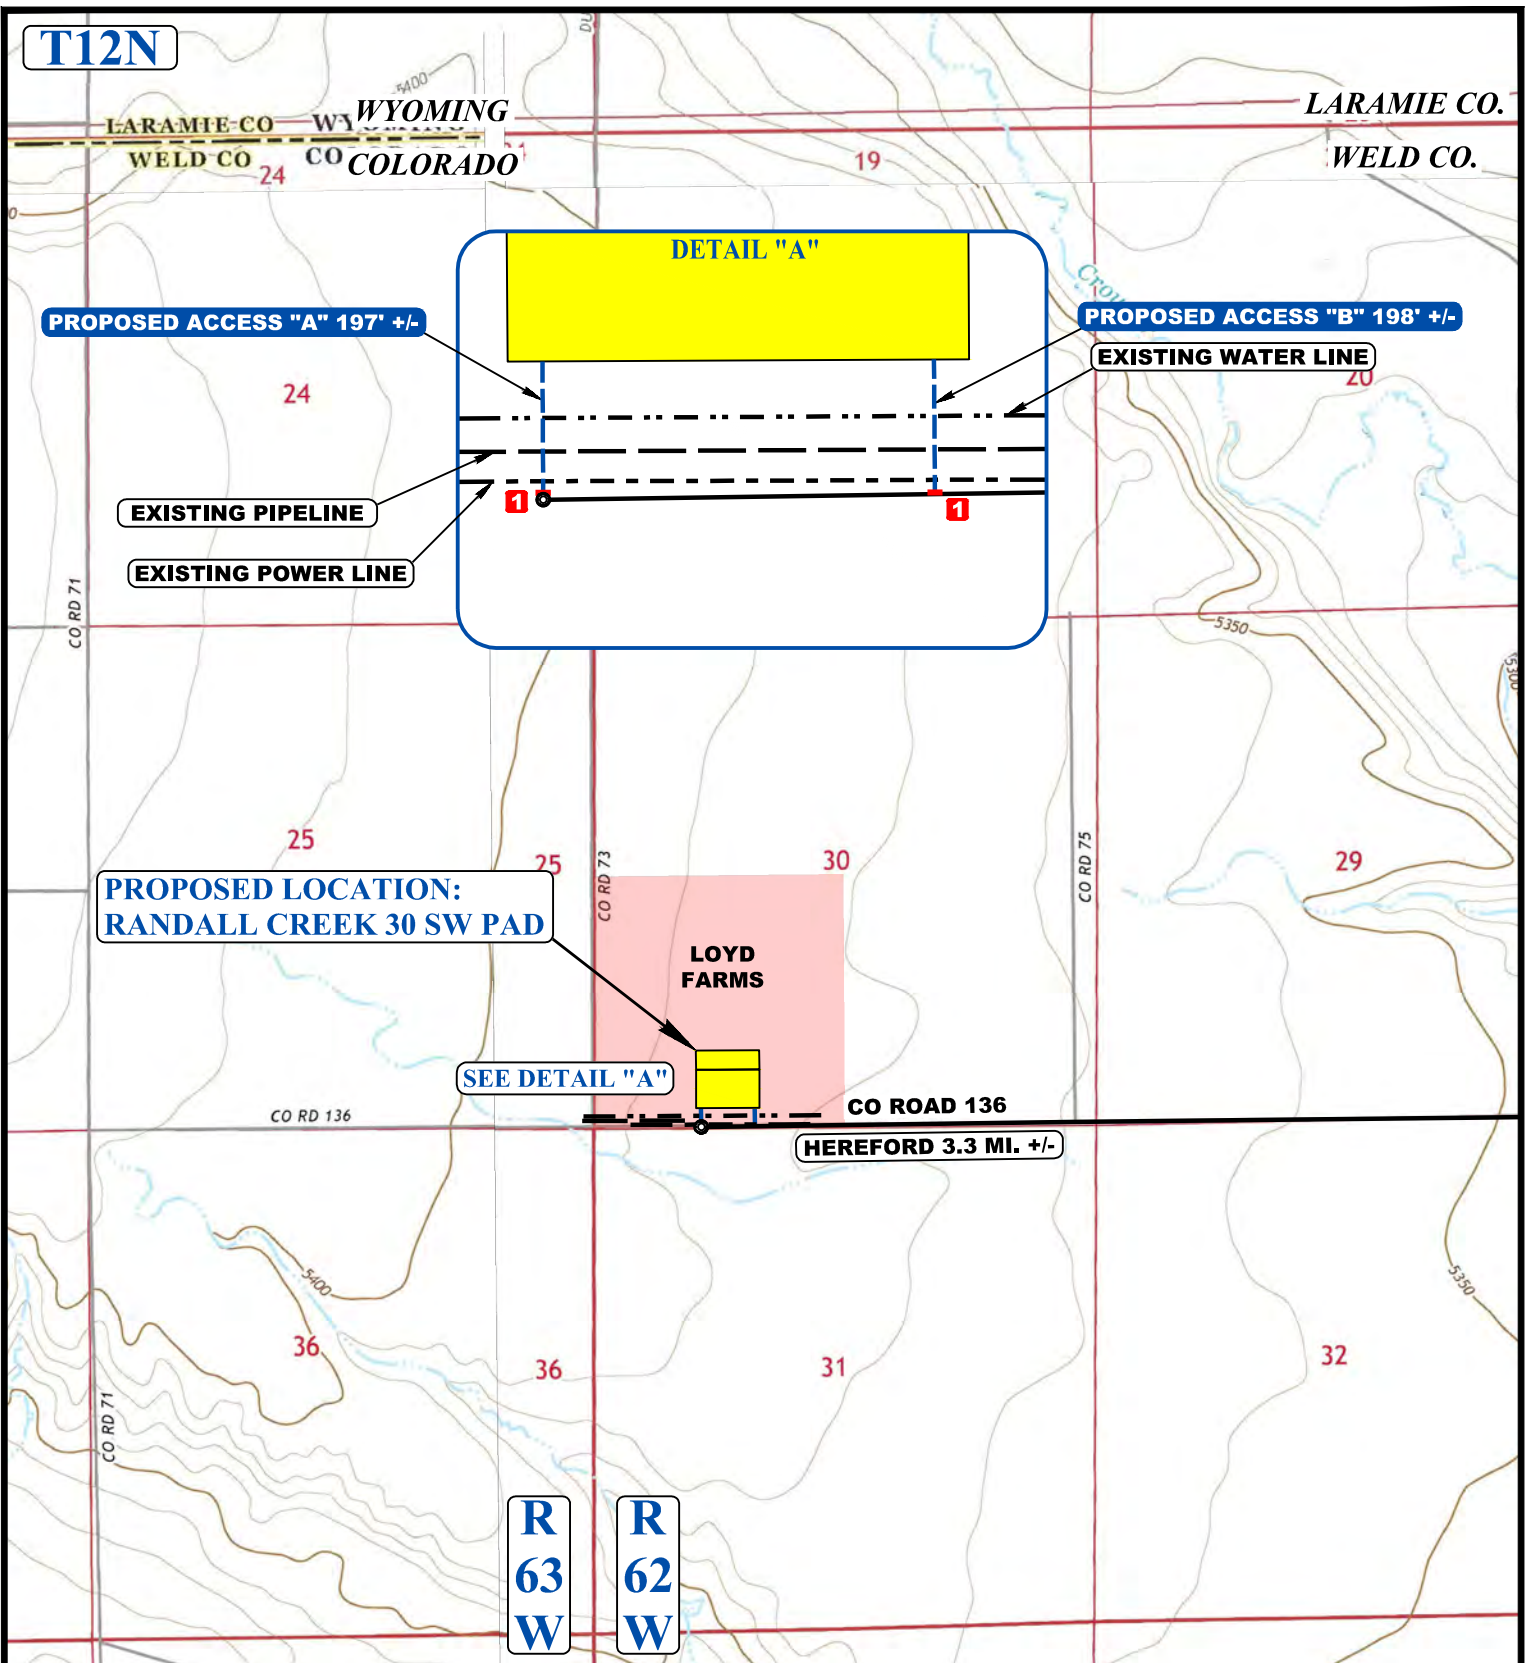 T12N
DU
5400
WYOMING
LARAMIE CO.
LARAMIE CO
WELD CO
COLORADO
WELD CO.
24
19
DETAIL "A"
PROPOSED ACCESS "A" 197' +/-
PROPOSED ACCESS "B" 198' +/-
EXISTING WATER LINE
24
20
EXISTING PIPELINE
1
1
EXISTING POWER LINE
CO RD 71
5350
5300
25
25
30
29
CO RD 73
CO RD 75
PROPOSED LOCATION:
RANDALL CREEK 30 SW PAD
LOYD
FARMS
SEE DETAIL "A"
CO RD 136
CO ROAD 136
HEREFORD 3.3 MI. +/-
5400
5350
36
36
31
32
CO RD 71
R
63
W
R
62
W